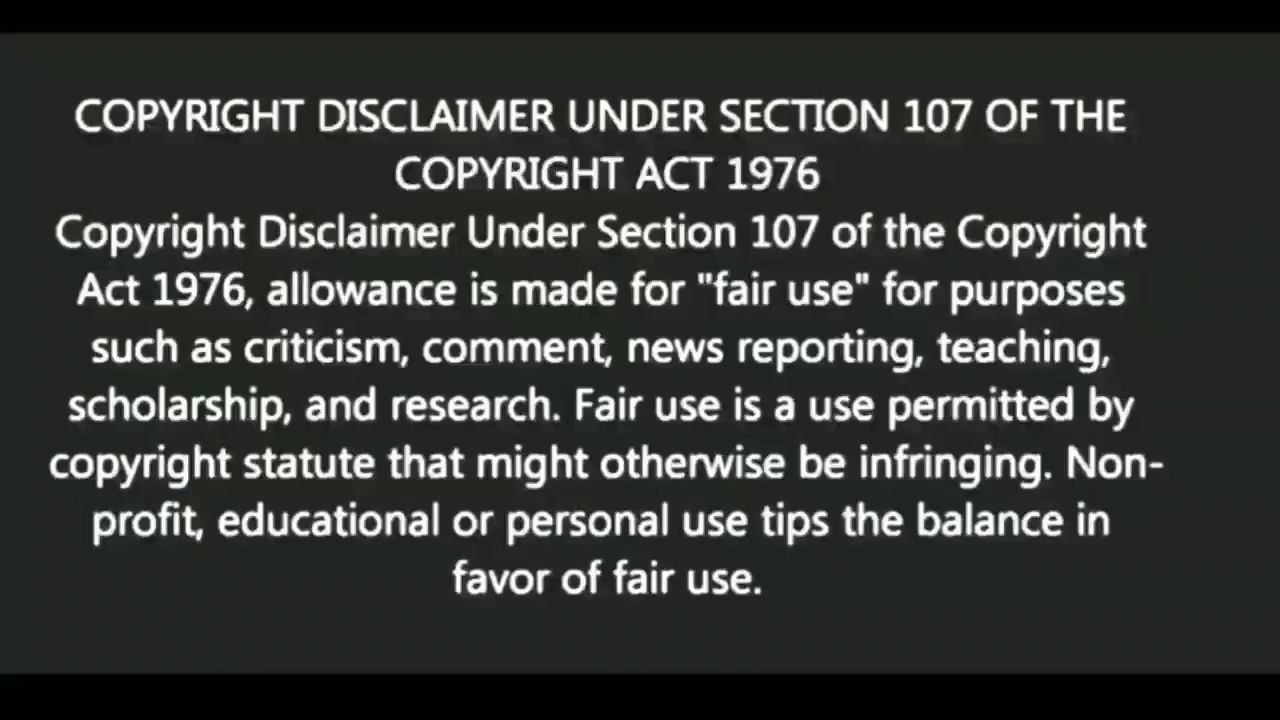 COPYRIGHT DISCLAIMER UNDER SECTION 107 OF THE
COPYRIGHT ACT 1976
Copyright Disclaimer Under Section 107 of the Copyright
Act 1976, allowance is made for "fair use" for purposes
such as criticism, comment, news reporting, teaching,
scholarship, and research. Fair use is a use permitted by
copyright statute that might otherwise be infringing. Non-
profit, educational or personal use tips the balance in
favor of fair use.